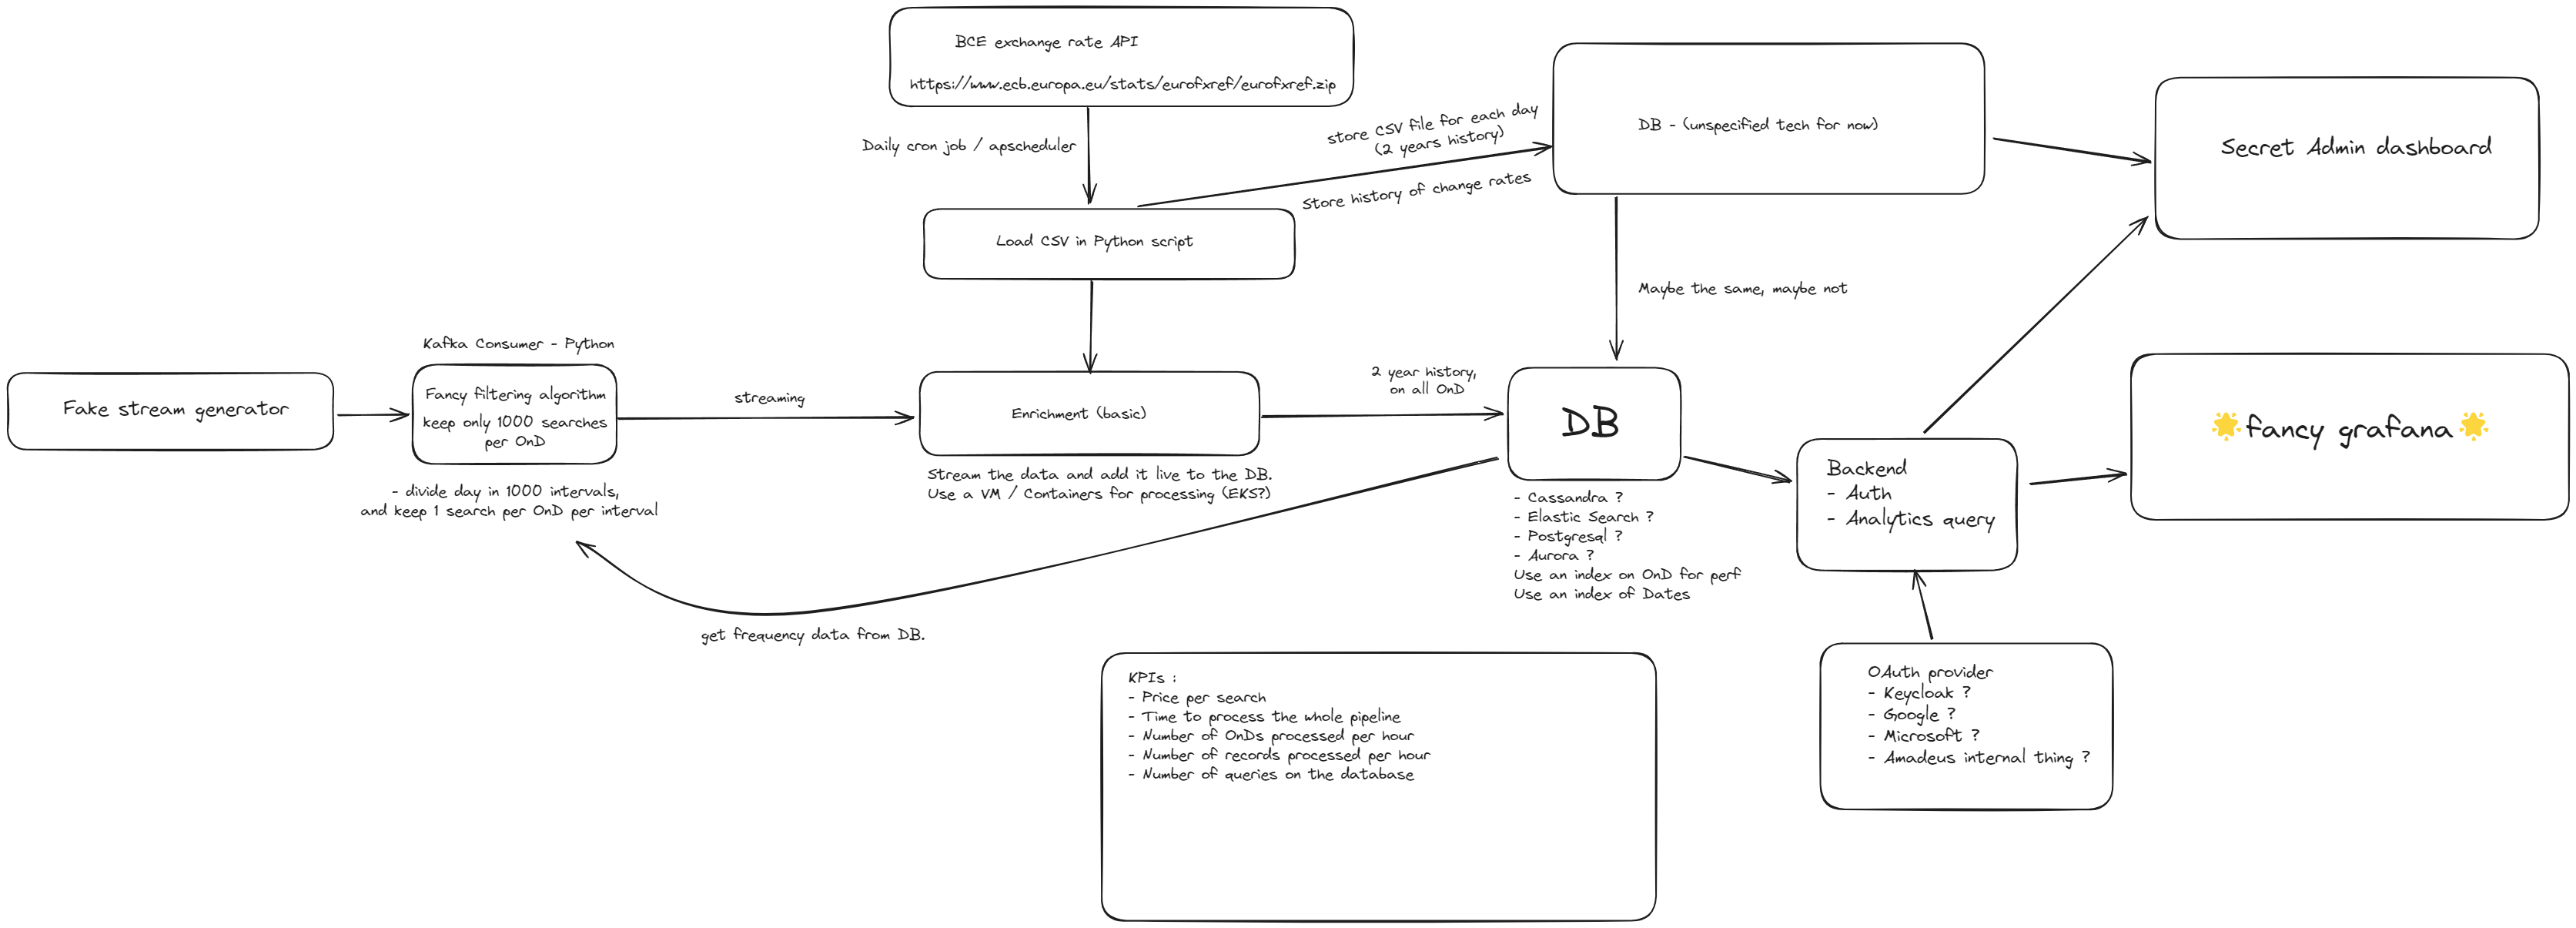 BCE exchange rate API
https://www.ecb.europa.eu/stats/eurofxref/eurofxref.zip
Daily cron job / apscheduler
store CSV file for each day
(2 years history)
Store history of change rates
DB - (unspecified tech for now)
Secret Admin dashboard
Load CSV in Python script
Maybe the same, maybe not
Kafka Consumer - Python
Fake stream generator
Fancy filtering algorithm
keep only 1000 searches
per OnD
- divide day in 1000 intervals,
and keep 1 search per OnD per interval
streaming
Enrichment (basic)
Stream the data and add it live to the DB.
Use a VM / Containers for processing (EKS?)
2 year history,
on all OnD
DB
- Cassandra ?
- Elastic Search ?
- Postgresql ?
- Aurora ?
Use an index on OnD for perf
Use an index of Dates
Backend
- Auth
- Analytics query
🌟fancy grafana🌟
get frequency data from DB.
KPIs :
- Price per search
- Time to process the whole pipeline
- Number of OnDs processed per hour
- Number of records processed per hour
- Number of queries on the database
OAuth provider
- Keycloak ?
- Google ?
- Microsoft ?
- Amadeus internal thing ?